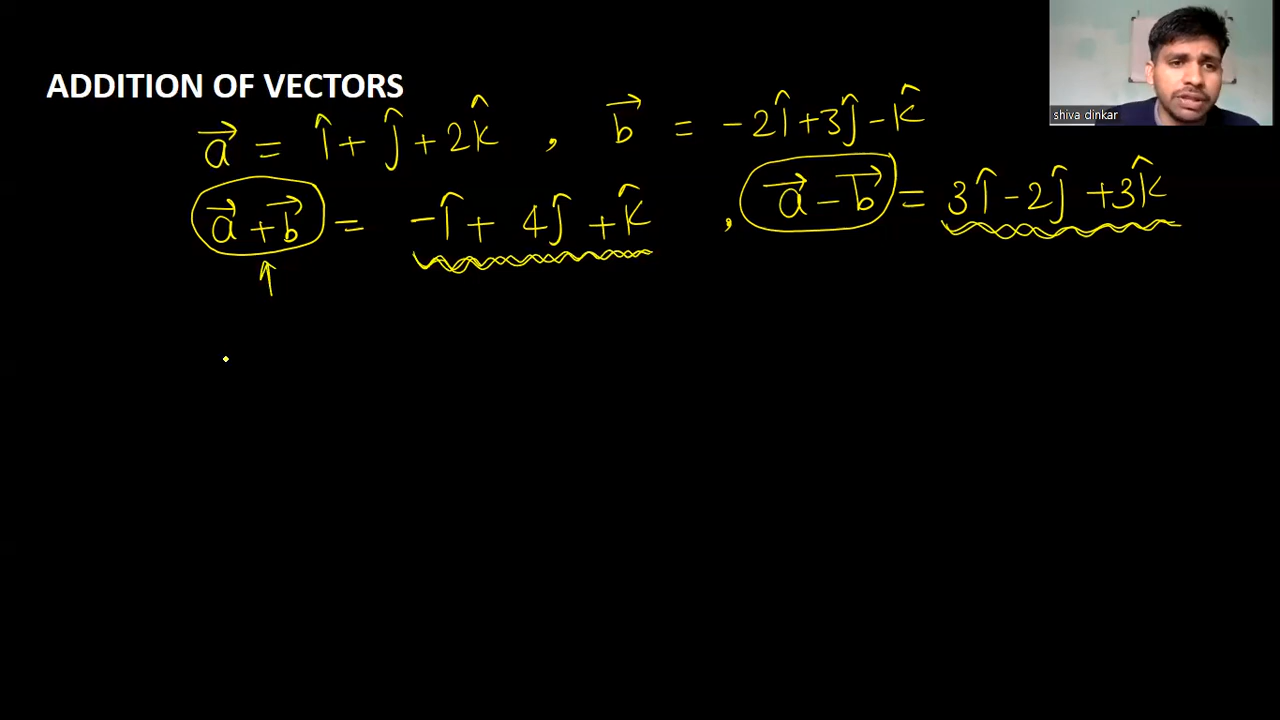 shiva dinkar
ADDITION OF VECTORS
a⃗ = î + ĵ + 2k̂ , b⃗ = -2î + 3ĵ - k̂
a⃗ + b⃗ = -î + 4ĵ + k̂ , a⃗ - b⃗ = 3î - 2ĵ + 3k̂